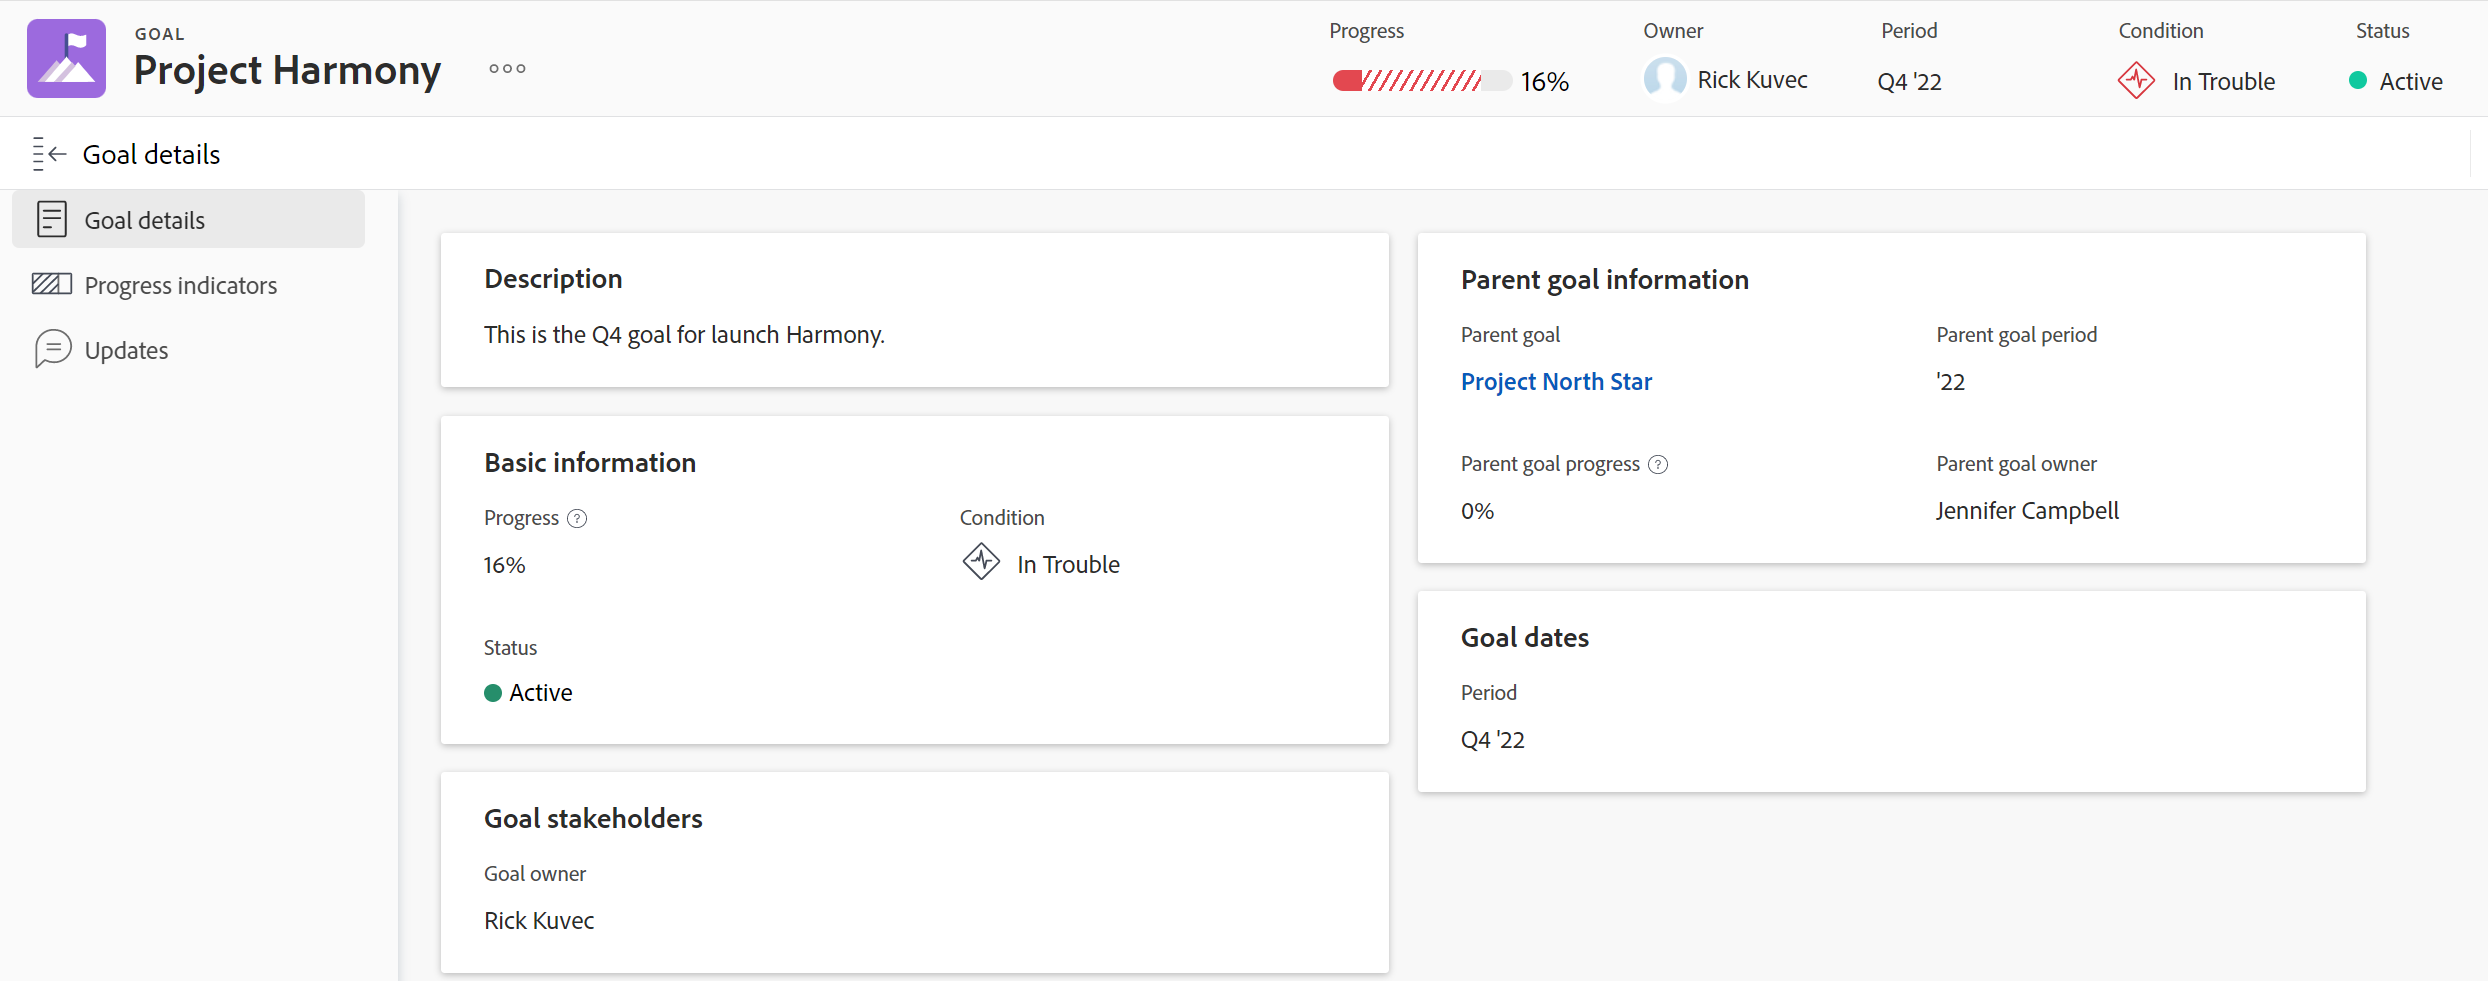 GOAL
Project Harmony
Progress
16%
Owner
Rick Kuvec
Period
Q4 '22
Condition
In Trouble
Status
Active
Goal details
Goal details
Progress indicators
Updates
Description
This is the Q4 goal for launch Harmony.
Basic information
Progress ?
16%
Condition
In Trouble
Status
Active
Goal stakeholders
Goal owner
Rick Kuvec
Parent goal information
Parent goal
Project North Star
Parent goal period
'22
Parent goal progress ?
0%
Parent goal owner
Jennifer Campbell
Goal dates
Period
Q4 '22